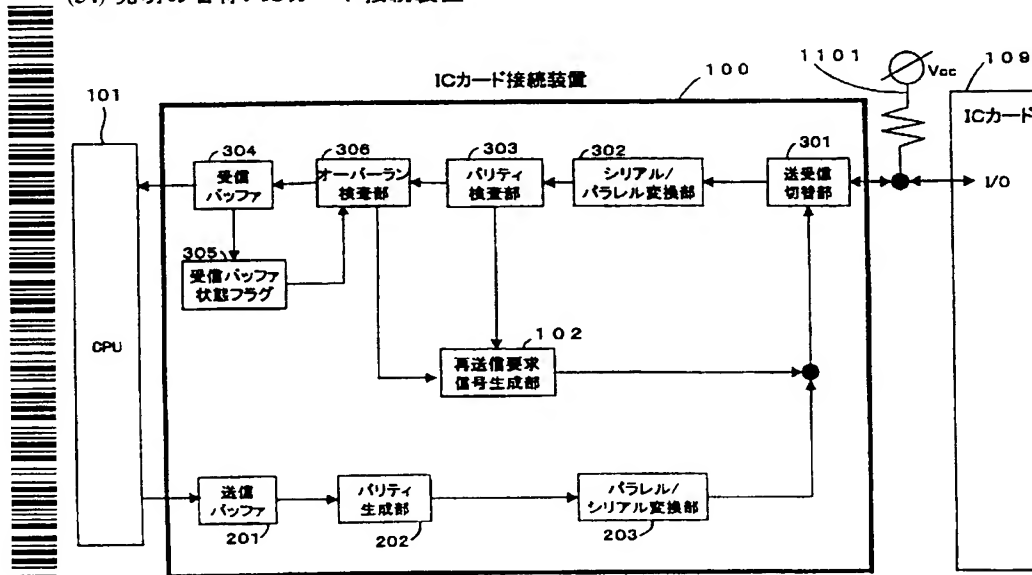 ICカード接続装置
100
1101
Vcc
109
101
ICカード
304
受信
バッファ
306
オーバーラン
検査部
303
パリティ
検査部
302
シリアル/
パラレル変換部
301
送受信
切替部
I/O
305
受信バッファ
状態フラグ
CPU
102
再送信要求
信号生成部
送信
バッファ
201
パリティ
生成部
202
パラレル/
シリアル変換部
203